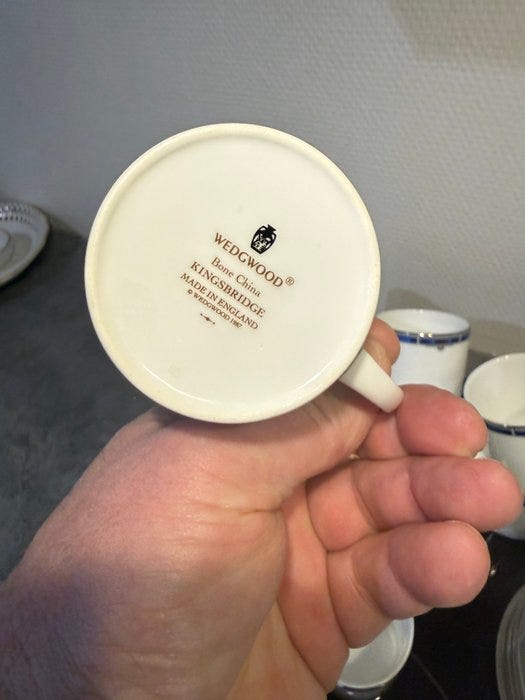 WEDGWOOD®
Bone China
KINGSBRIDGE
MADE IN ENGLAND
© WEDGWOOD 1987